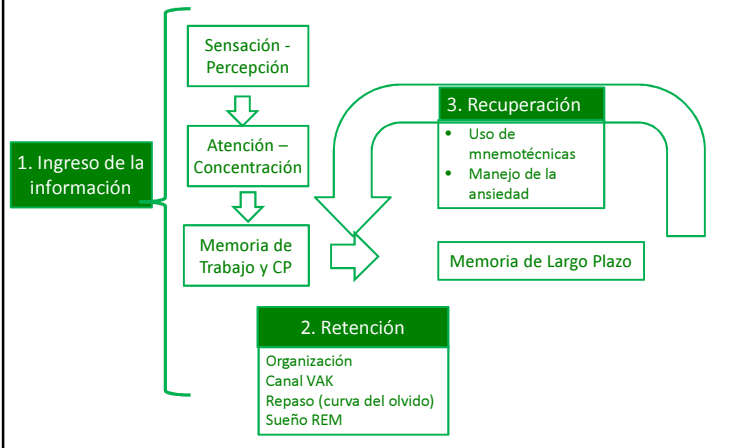 1. Ingreso de la
información
Sensación -
Percepción
Atención –
Concentración
Memoria de
Trabajo y CP
2. Retención
Organización
Canal VAK
Repaso (curva del olvido)
Sueño REM
3. Recuperación
• Uso de
mnemotécnicas
• Manejo de la
ansiedad
Memoria de Largo Plazo